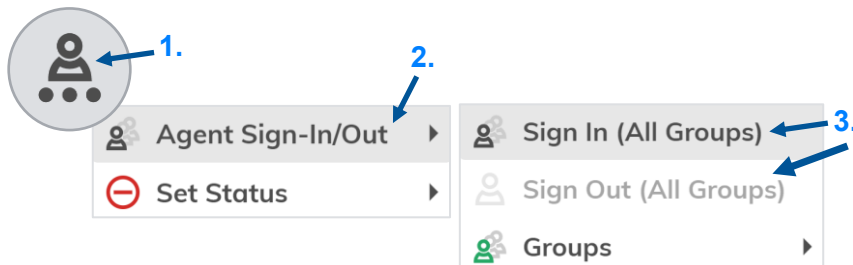 1.
2.
Agent Sign-In/Out
Set Status
Sign In (All Groups)
3.
Sign Out (All Groups)
Groups